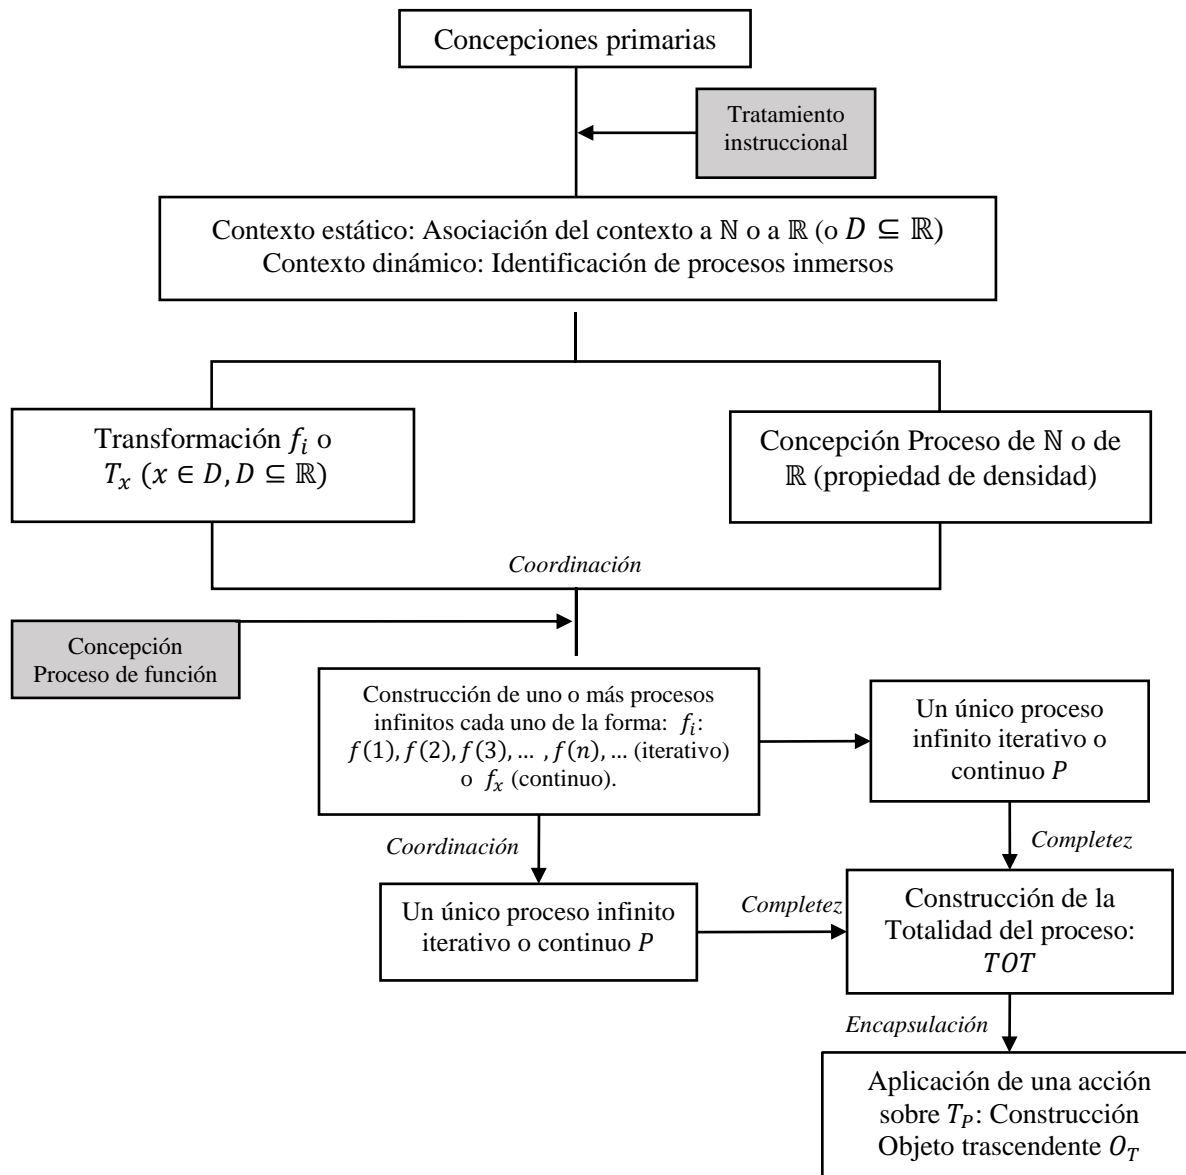 Concepciones primarias
Tratamiento
instruccional
Contexto estático: Asociación del contexto a ℕ o a ℝ (o 𝐷 ⊆ ℝ)
Contexto dinámico: Identificación de procesos inmersos
Transformación 𝑓ᵢ o
𝑇ₓ (𝑥 ∈ 𝐷, 𝐷 ⊆ ℝ)
Concepción Proceso de ℕ o de
ℝ (propiedad de densidad)
Coordinación
Concepción
Proceso de función
Construcción de uno o más procesos
infinitos cada uno de la forma: 𝑓ᵢ:
𝑓(1), 𝑓(2), 𝑓(3), … , 𝑓(𝑛), … (iterativo)
o 𝑓ₓ (continuo).
Un único proceso
infinito iterativo o
continuo 𝑃
Coordinación
Completez
Un único proceso infinito
iterativo o continuo 𝑃
Completez
Construcción de la
Totalidad del proceso:
𝑇𝑂𝑇
Encapsulación
Aplicación de una acción
sobre 𝑇_𝑃: Construcción
Objeto trascendente 𝑂_𝑇